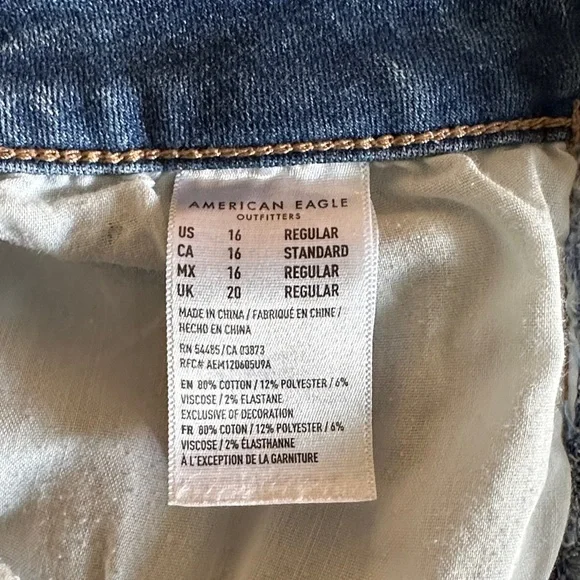 AMERICAN EAGLE
OUTFITTERS
US 16 REGULAR
CA 16 STANDARD
MX 16 REGULAR
UK 20 REGULAR
MADE IN CHINA / FABRIQUÉ EN CHINE /
HECHO EN CHINA
RN 54485 / CA 03873
RFC# AEM120605U9A
EN 80% COTTON / 12% POLYESTER / 6%
VISCOSE / 2% ELASTANE
EXCLUSIVE OF DECORATION
FR 80% COTON / 12% POLYESTER / 6%
VISCOSE / 2% ÉLASTHANNE
À L'EXCEPTION DE LA GARNITURE